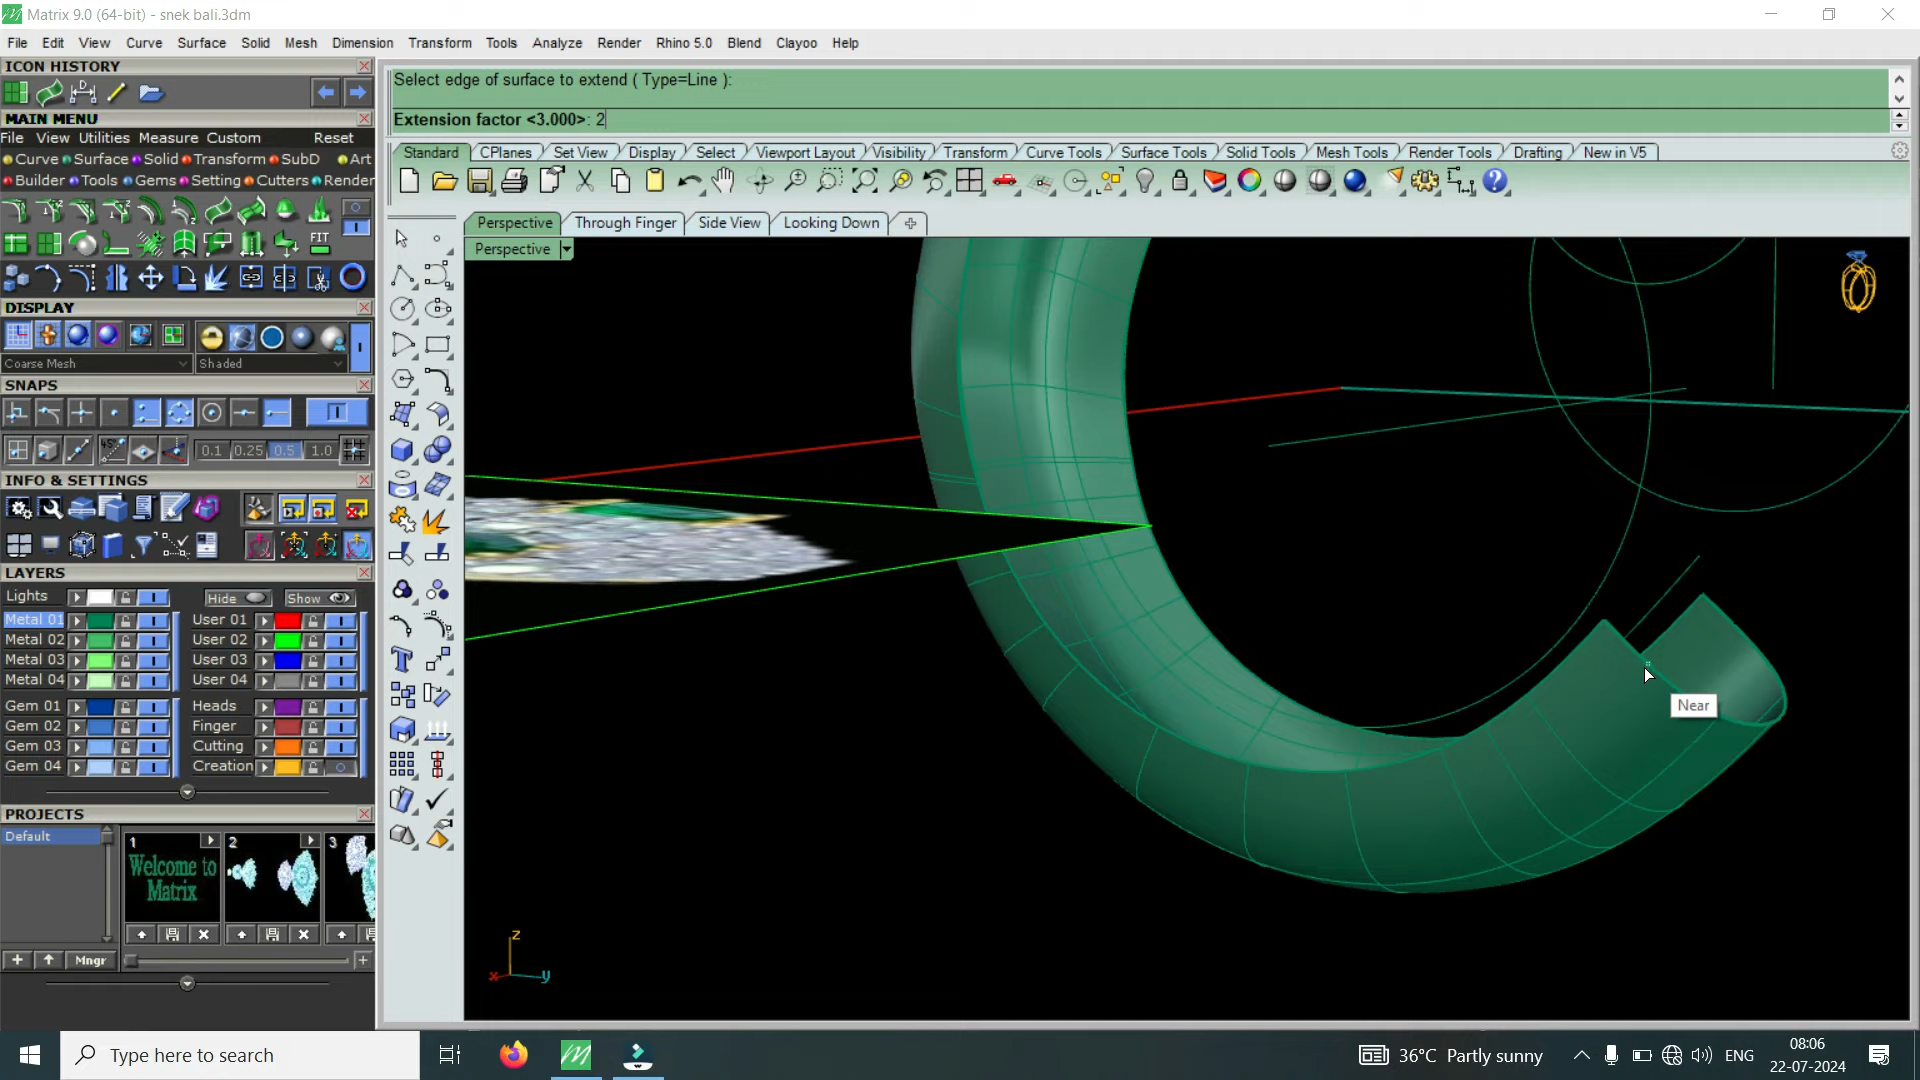 Matrix 9.0 (64-bit) - snek bali.3dm
File Edit View Curve Surface Solid Mesh Dimension Transform Tools Analyze Render Rhino 5.0 Blend Clayoo Help
ICON HISTORY
Select edge of surface to extend ( Type=Line ):
Extension factor <3.000>: 2
MAIN MENU
File View Utilities Measure Custom Reset
Curve Surface Solid Transform SubD Art
Builder Tools Gems Setting Cutters Render
Standard CPlanes Set View Display Select Viewport Layout Visibility Transform Curve Tools Surface Tools Solid Tools Mesh Tools Render Tools Drafting New in V5
Perspective Through Finger Side View Looking Down
Perspective
FIT
DISPLAY
Coarse Mesh Shaded
SNAPS
0.1 0.25 0.5 1.0
INFO & SETTINGS
LAYERS
Lights Hide Show
Metal 01 User 01
Metal 02 User 02
Metal 03 User 03
Metal 04 User 04
Gem 01 Heads
Gem 02 Finger
Gem 03 Cutting
Gem 04 Creation
Near
PROJECTS
Default
1 2 3
Welcome to
Matrix
Mngr
z
x y
Type here to search
36°C Partly sunny
ENG
08:06
22-07-2024